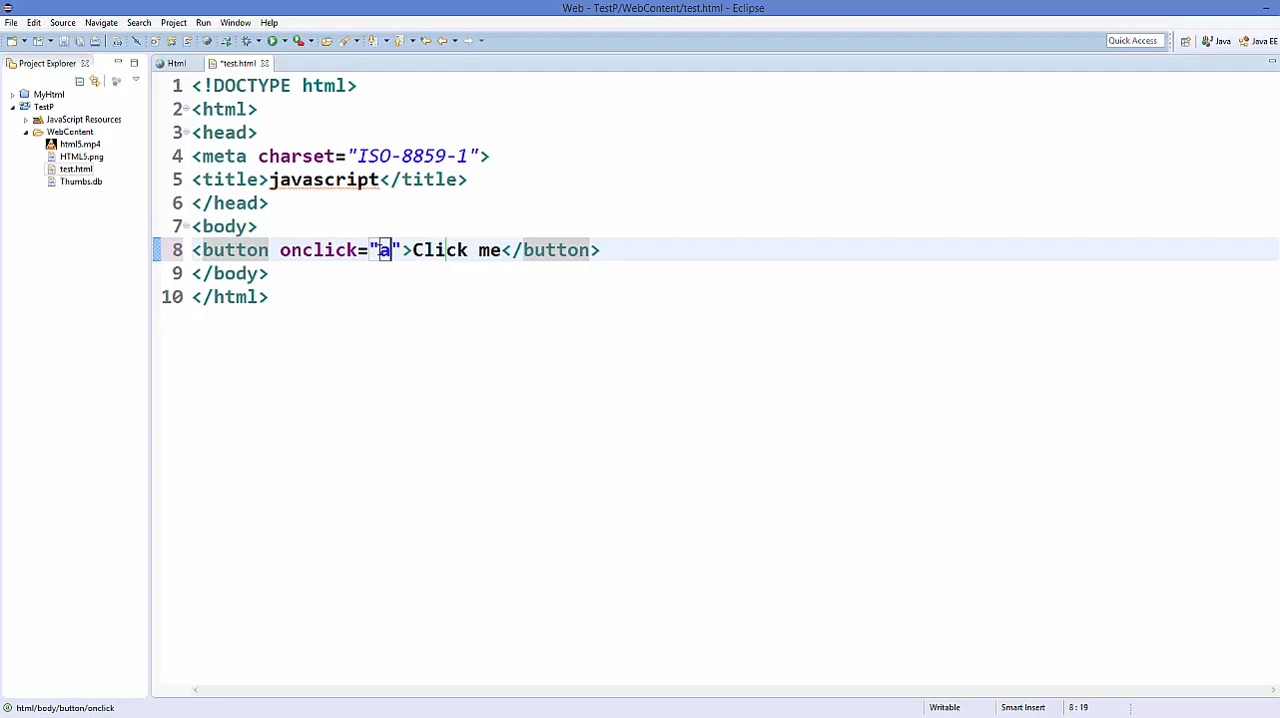 Web - TestP/WebContent/test.html - Eclipse
File Edit Source Navigate Search Project Run Window Help
Quick Access Java Java EE
Project Explorer Html *test.html
MyHtml
TestP
JavaScript Resources
WebContent
html5.mp4
HTML5.png
test.html
Thumbs.db
1 <!DOCTYPE html>
2 <html>
3 <head>
4 <meta charset="ISO-8859-1">
5 <title>javascript</title>
6 </head>
7 <body>
8 <button onclick="a">Click me</button>
9 </body>
10 </html>
html/body/button/onclick Writable Smart Insert 8 : 19